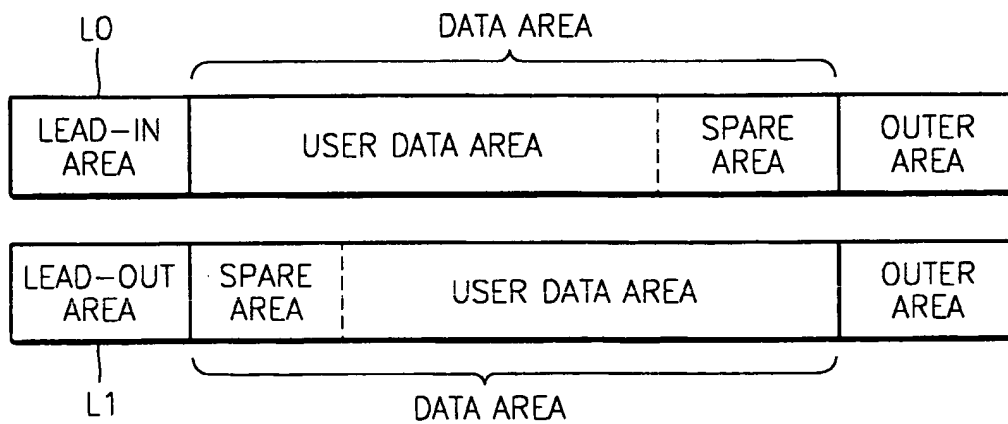 L0
DATA AREA
LEAD-IN AREA
USER DATA AREA
SPARE AREA
OUTER AREA
LEAD-OUT AREA
SPARE AREA
USER DATA AREA
OUTER AREA
L1
DATA AREA